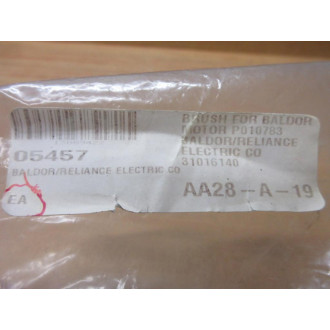 05457
BALDOR/RELIANCE ELECTRIC CO
EA
BRUSH FOR BALDOR
MOTOR P010783
BALDOR/RELIANCE
ELECTRIC CO
31016140
AA28-A-19